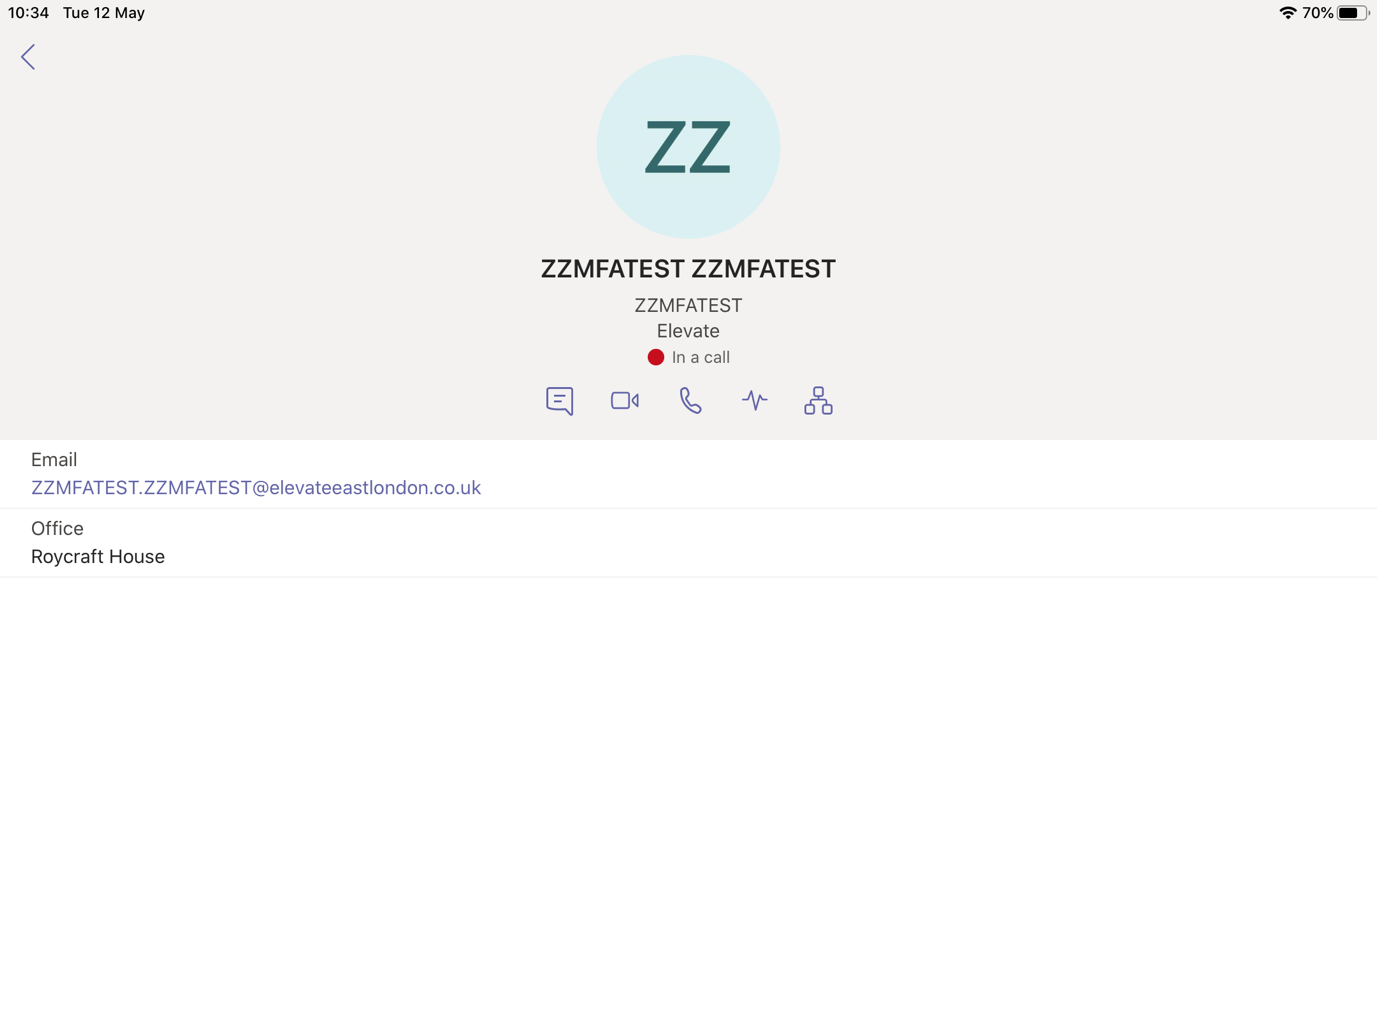 10:34 Tue 12 May 70%
ZZ
ZZMFATEST ZZMFATEST
ZZMFATEST
Elevate
In a call
Email
ZZMFATEST.ZZMFATEST@elevateeastlondon.co.uk
Office
Roycraft House